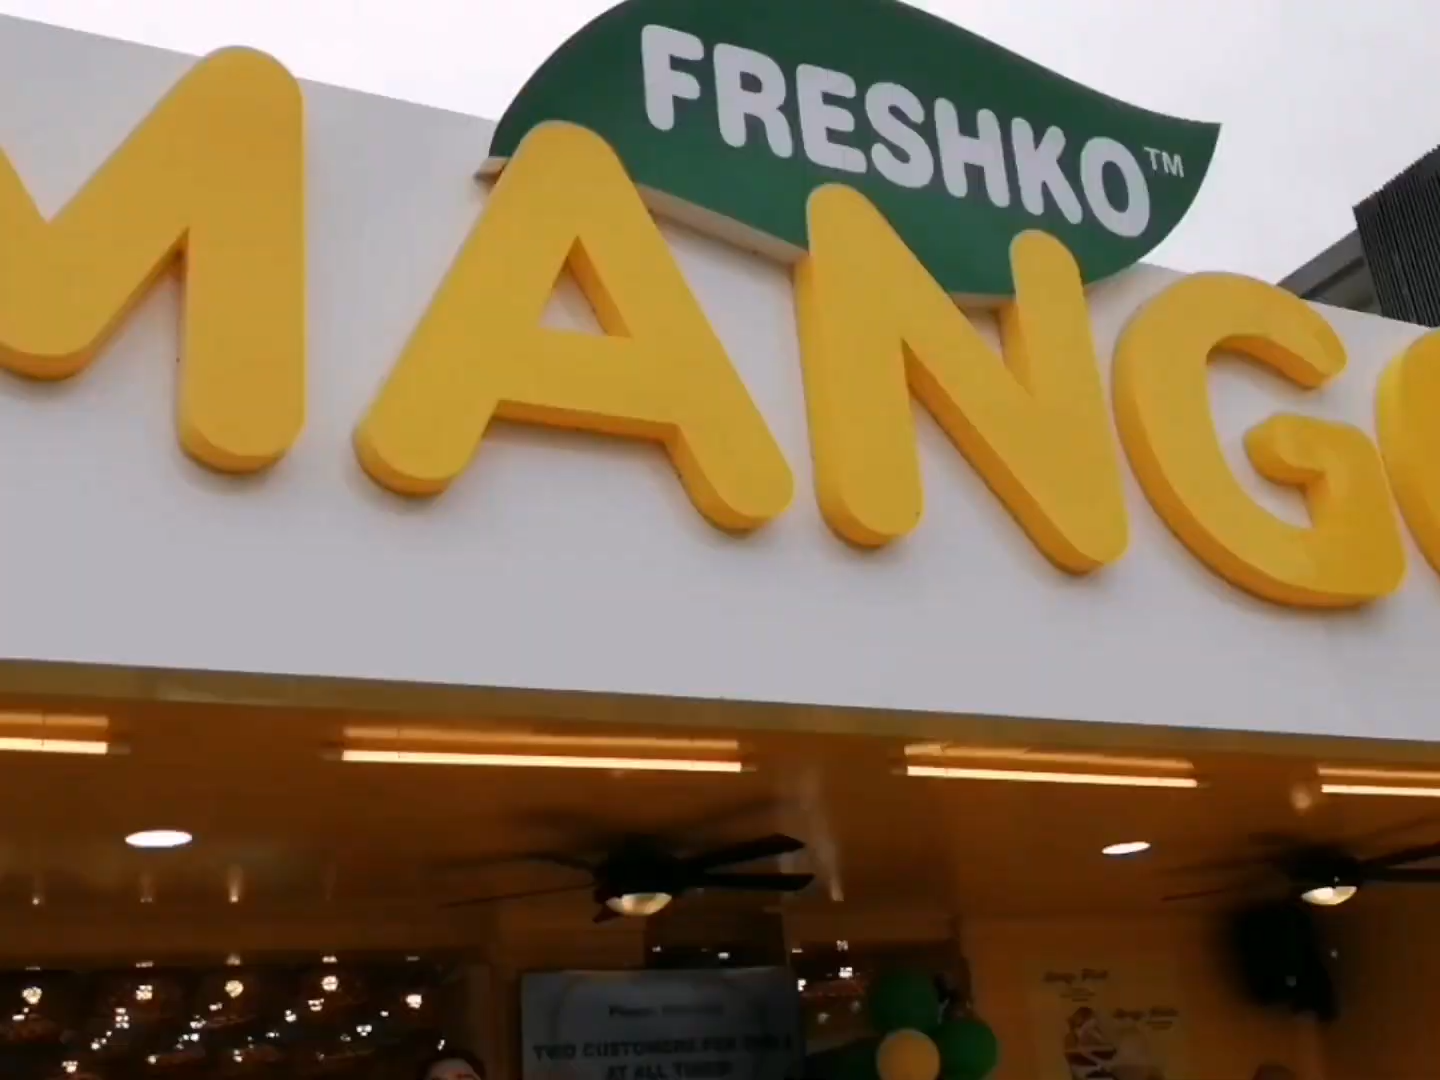 FRESHKO™
MANG
TWO CUSTOMERS PER
AT ALL TIMES